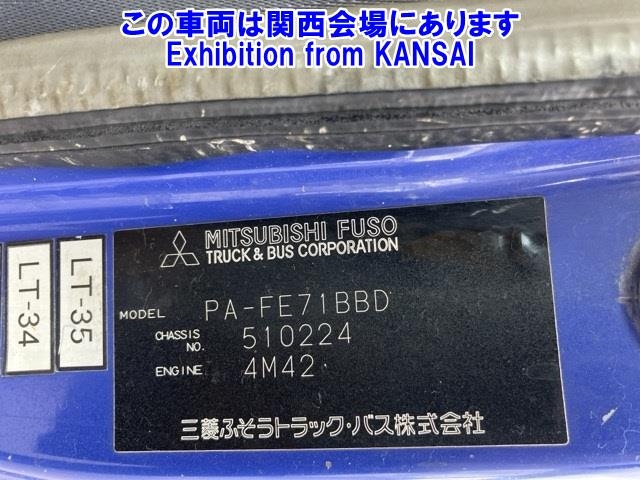 この車両は関西会場にあります
Exhibition from KANSAI
MITSUBISHI FUSO
TRUCK & BUS CORPORATION
MODEL PA-FE71BBD
CHASSIS NO. 510224
ENGINE 4M42
三菱ふそうトラック・バス株式会社
LT-35
LT-34